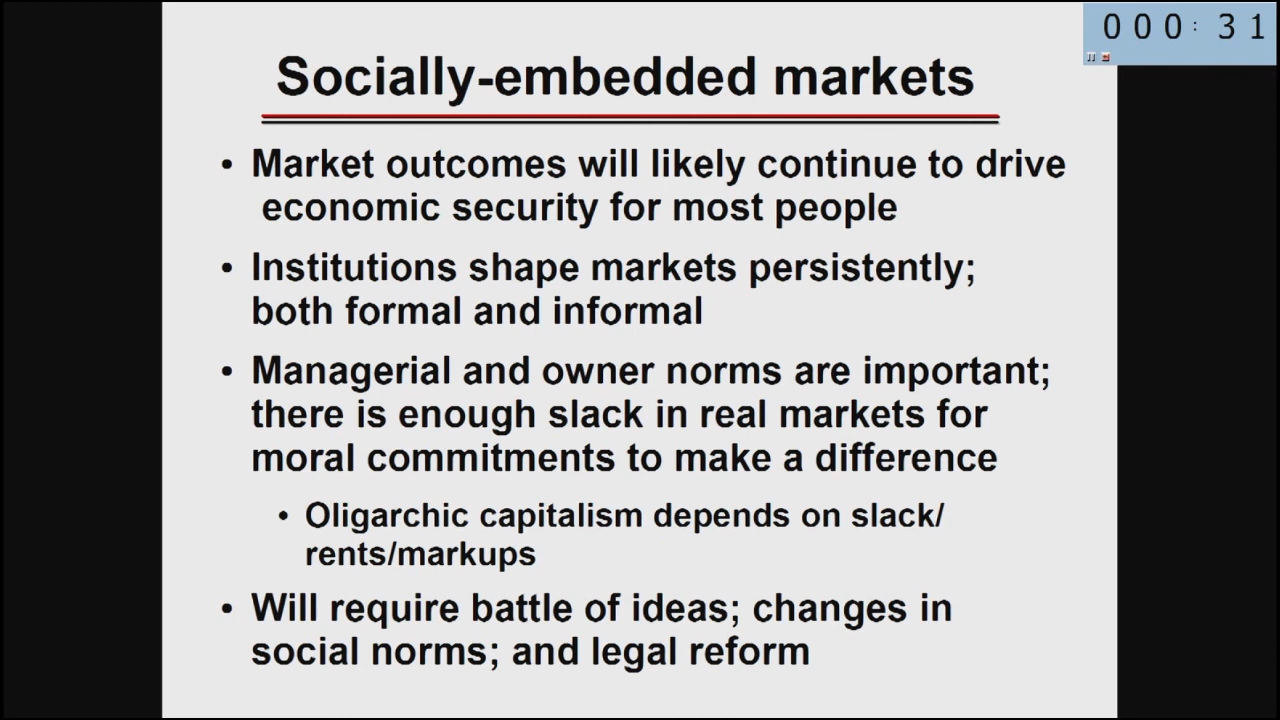 000:31
Socially-embedded markets
• Market outcomes will likely continue to drive
economic security for most people
• Institutions shape markets persistently;
both formal and informal
• Managerial and owner norms are important;
there is enough slack in real markets for
moral commitments to make a difference
• Oligarchic capitalism depends on slack/
rents/markups
• Will require battle of ideas; changes in
social norms; and legal reform